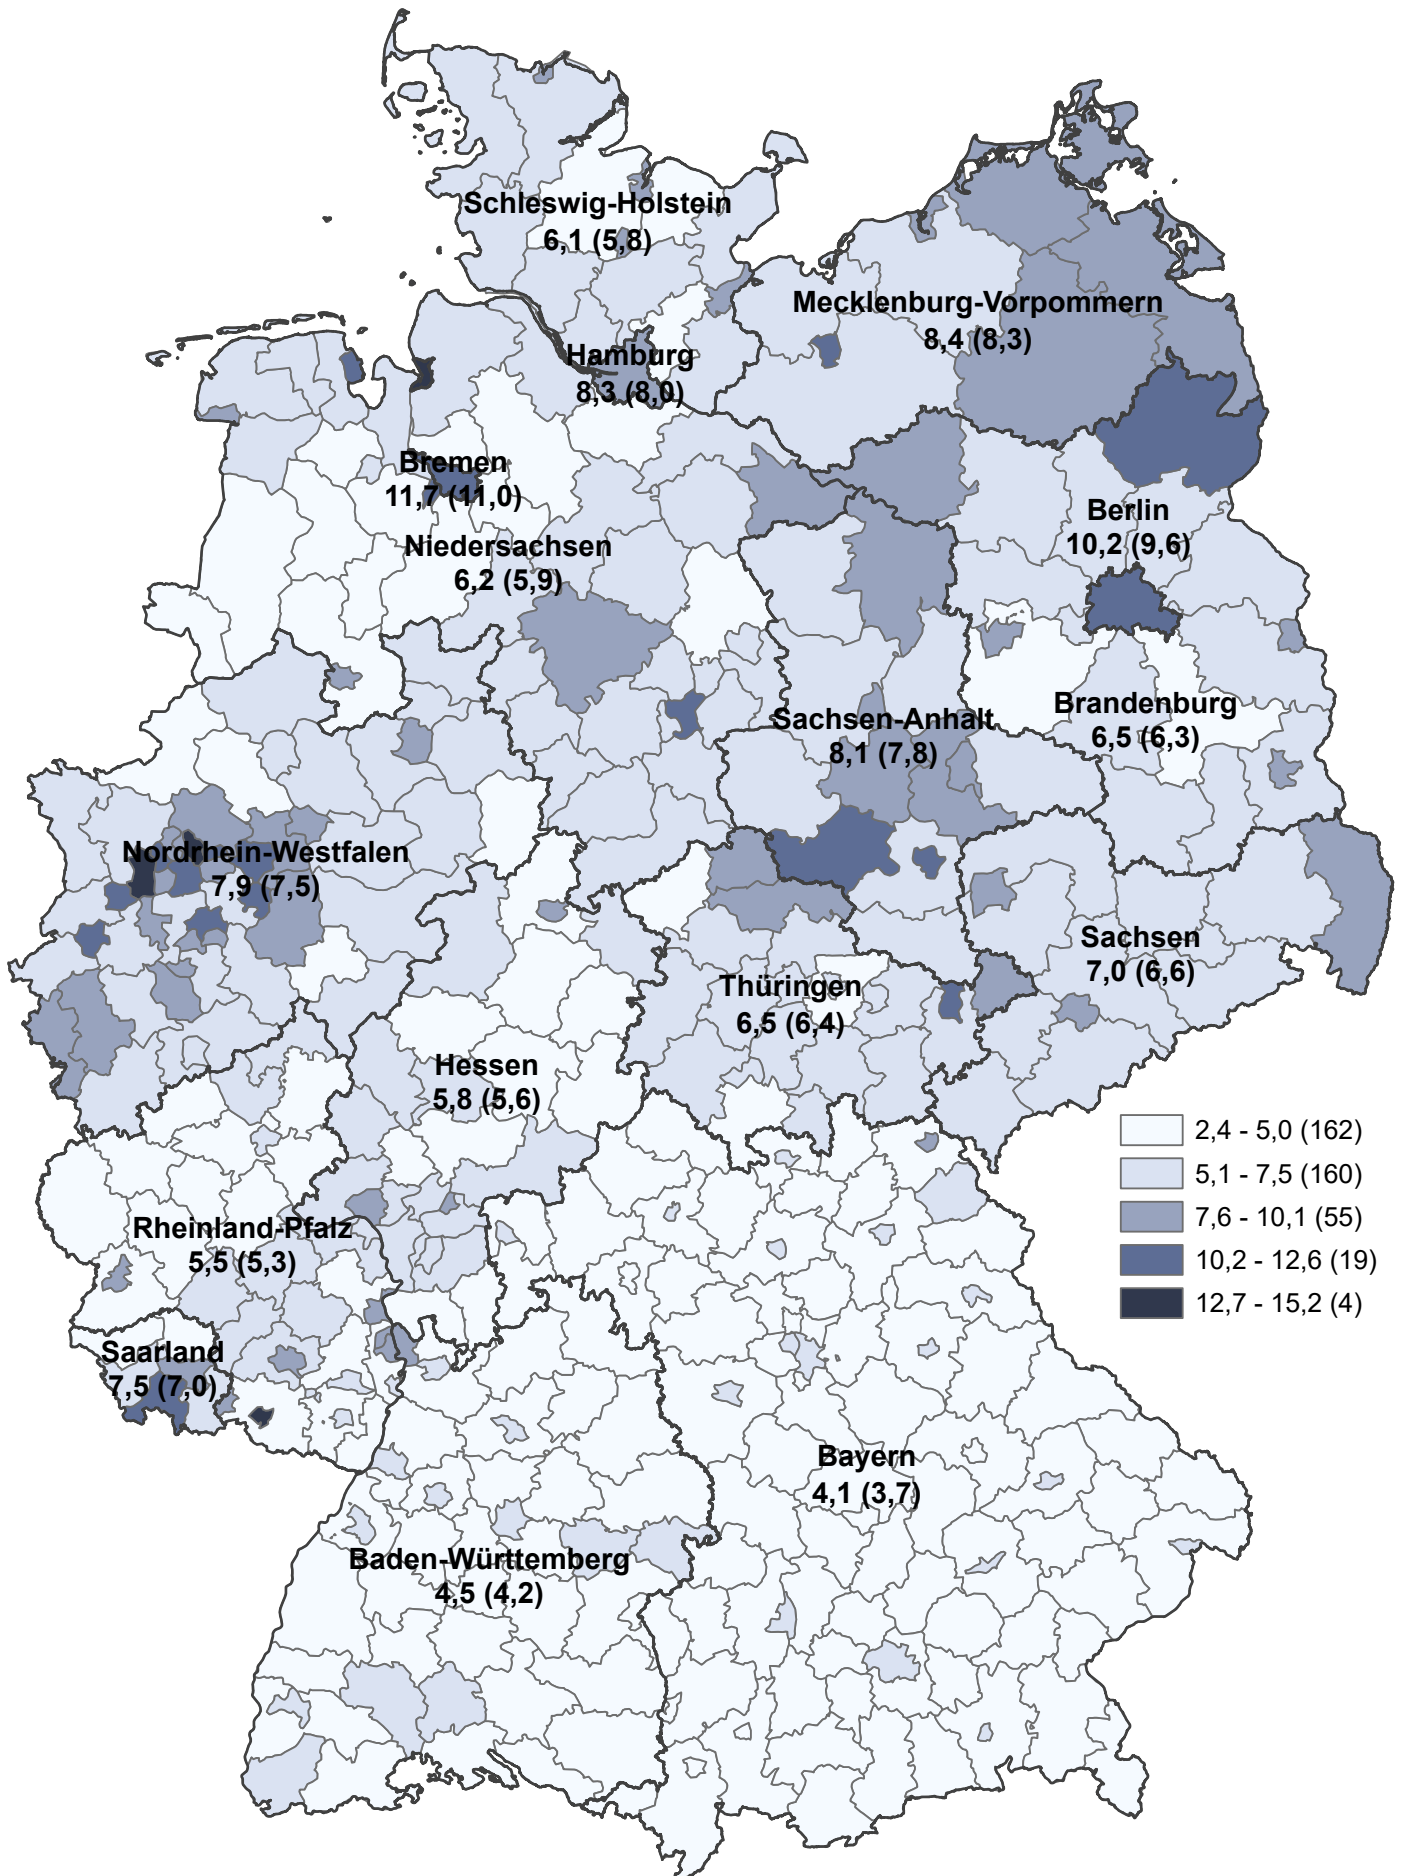 Schleswig-Holstein
6,1 (5,8)
Mecklenburg-Vorpommern
8,4 (8,3)
Hamburg
8,3 (8,0)
Bremen
11,7 (11,0)
Niedersachsen
6,2 (5,9)
Berlin
10,2 (9,6)
Brandenburg
6,5 (6,3)
Sachsen-Anhalt
8,1 (7,8)
Nordrhein-Westfalen
7,9 (7,5)
Sachsen
7,0 (6,6)
Thüringen
6,5 (6,4)
Hessen
5,8 (5,6)
2,4 - 5,0 (162)
5,1 - 7,5 (160)
7,6 - 10,1 (55)
10,2 - 12,6 (19)
12,7 - 15,2 (4)
Rheinland-Pfalz
5,5 (5,3)
Saarland
7,5 (7,0)
Bayern
4,1 (3,7)
Baden-Württemberg
4,5 (4,2)